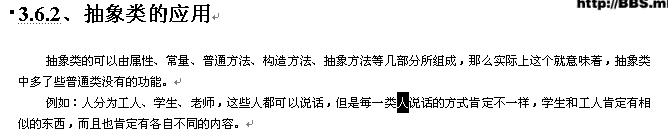 http://BBS.m
3.6.2、抽象类的应用
抽象类的可以由属性、常量、普通方法、构造方法、抽象方法等几部分所组成，那么实际上这个就意味着，抽象类
中多了些普通类没有的功能。
例如：人分为工人、学生、老师，这些人都可以说话，但是每一类人说话的方式肯定不一样，学生和工人肯定有相
似的东西，而且也肯定有各自不同的内容。